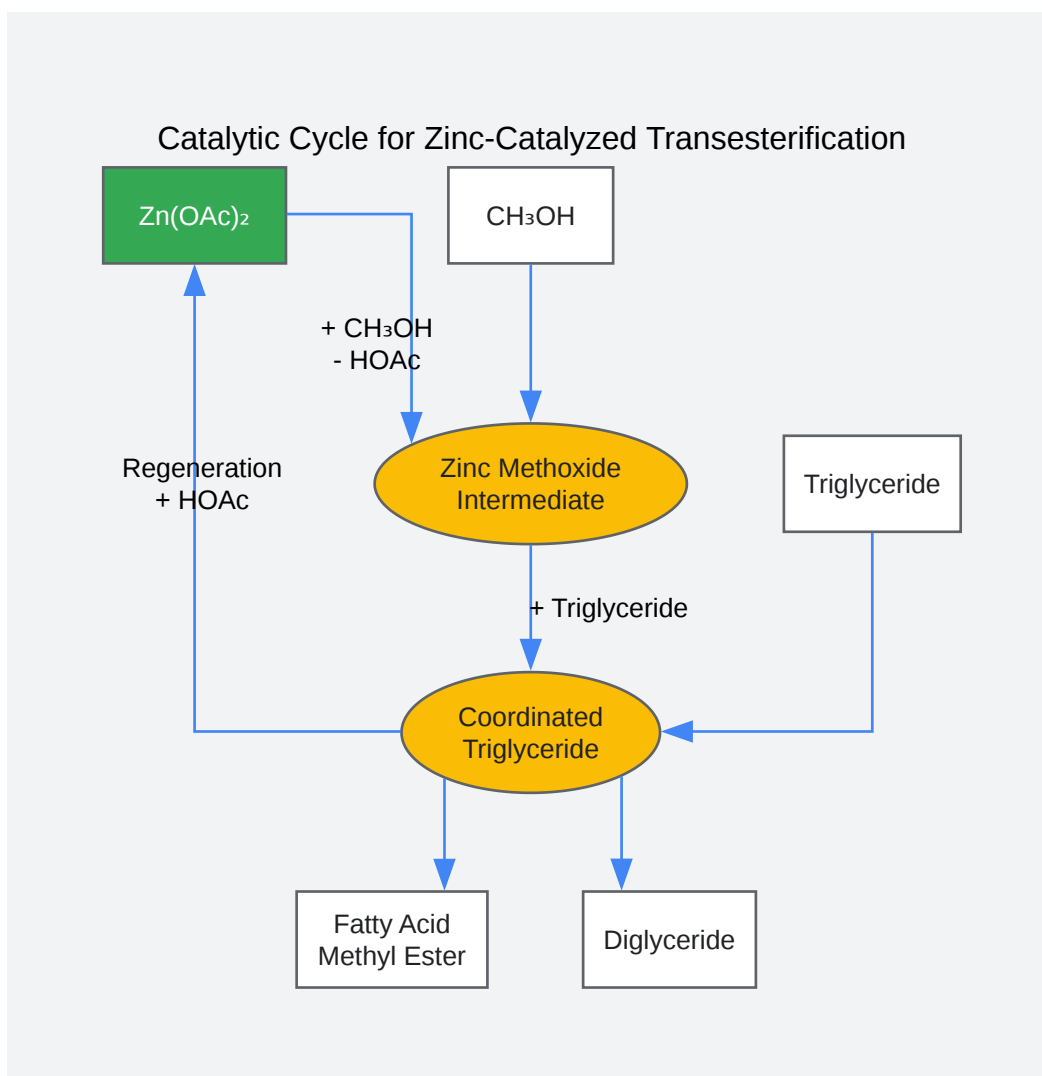 Catalytic Cycle for Zinc-Catalyzed Transesterification
Zn(OAc)₂
CH₃OH
+ CH₃OH
- HOAc
Regeneration
+ HOAc
Zinc Methoxide
Intermediate
Triglyceride
+ Triglyceride
Coordinated
Triglyceride
Fatty Acid
Methyl Ester
Diglyceride